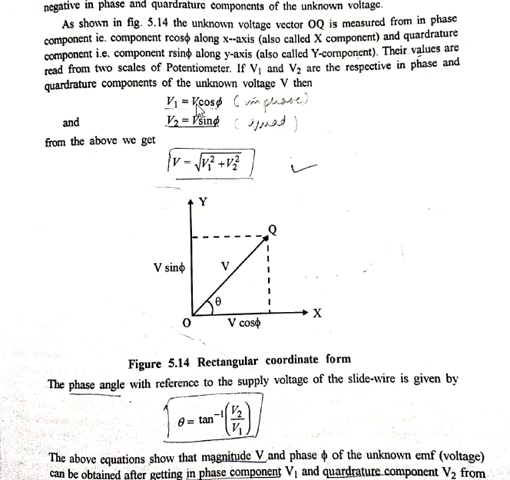 negative in phase and quardrature components of the unknown voltage.
As shown in fig. 5.14 the unknown voltage vector OQ is measured from in phase
component ie. component rcosϕ along x--axis (also called X component) and quardrature
component i.e. component rsinϕ along y-axis (also called Y-component). Their values are
read from two scales of Potentiometer. If V₁ and V₂ are the respective in phase and
quardrature components of the unknown voltage V then
V₁ = Vcosϕ (in phase)
and V₂ = Vsinϕ
from the above we get
V = √V₁² + V₂²
Y
Q
V sinϕ V
θ
O V cosϕ X
Figure 5.14 Rectangular coordinate form
The phase angle with reference to the supply voltage of the slide-wire is given by
θ = tan⁻¹(V₂/V₁)
The above equations show that magnitude V and phase ϕ of the unknown emf (voltage)
can be obtained after getting in phase component V₁ and quardrature component V₂ from